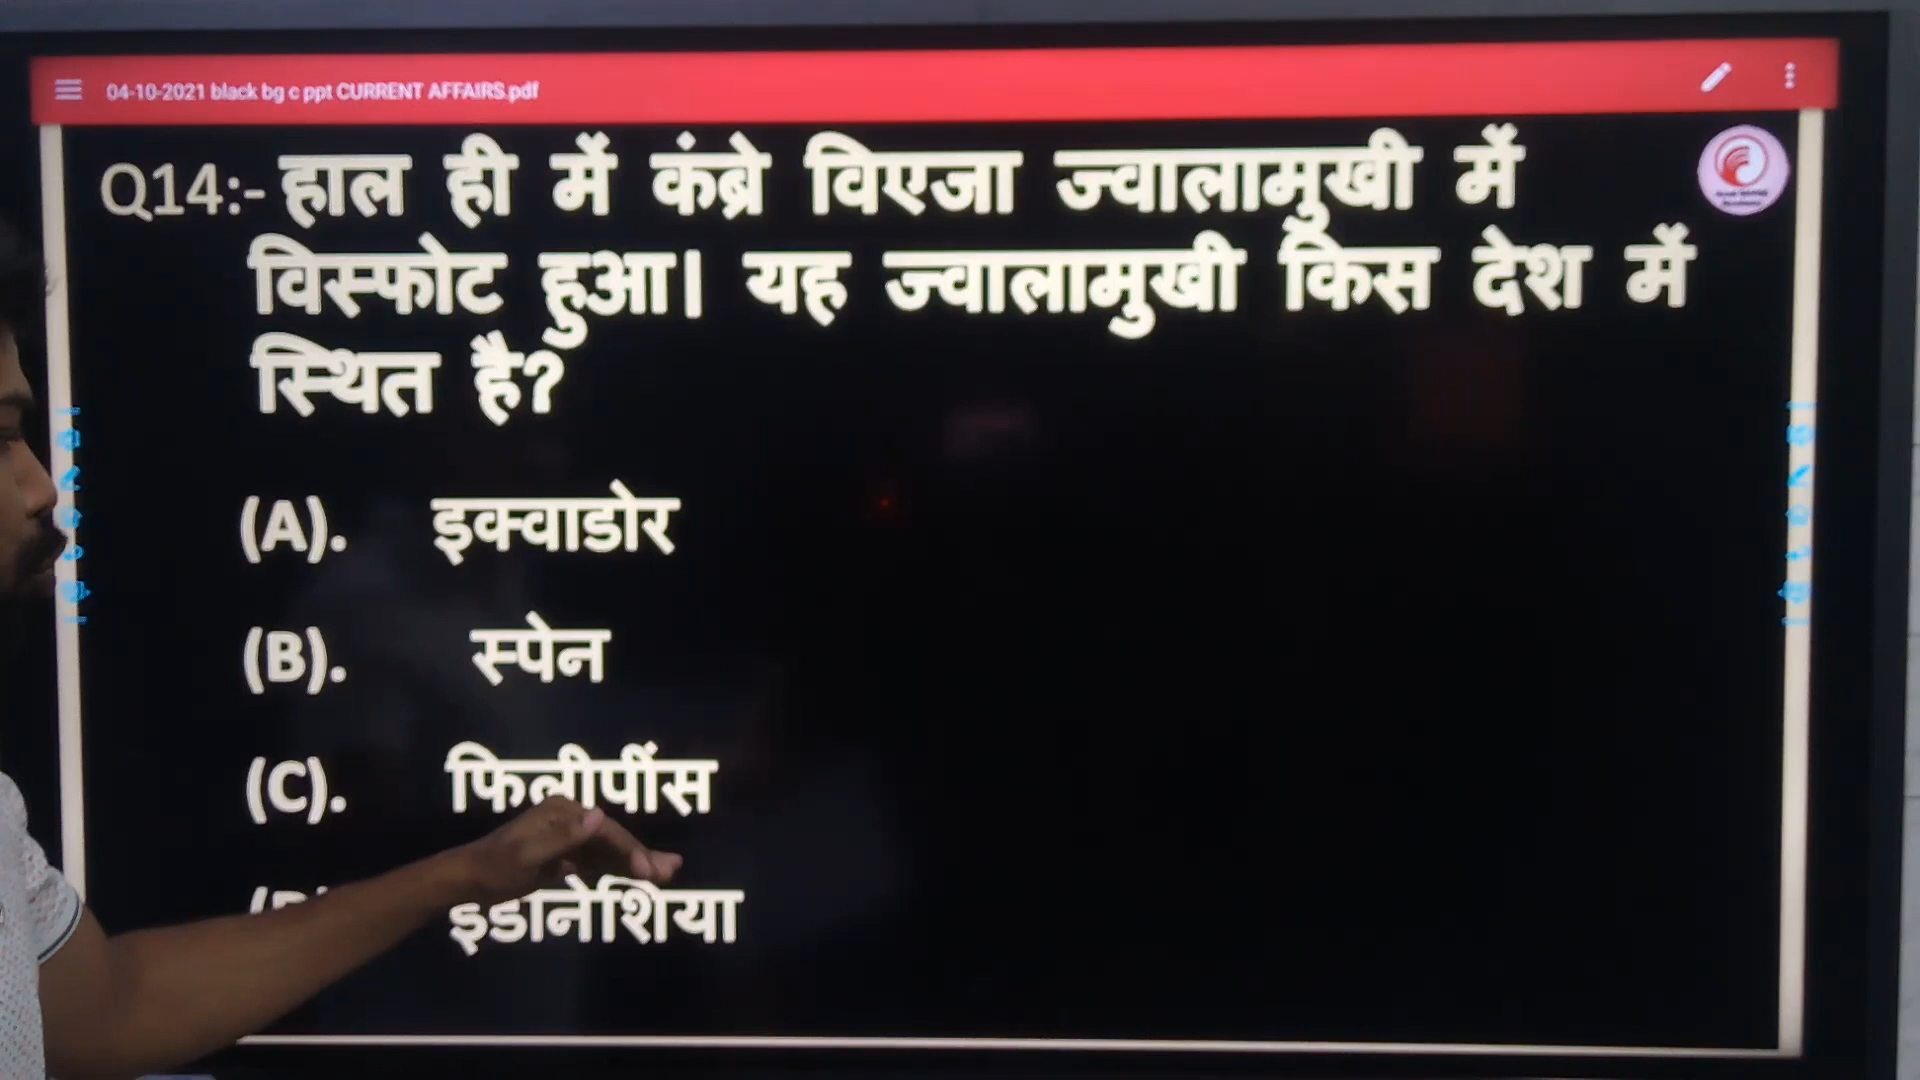 04-10-2021 black bg c ppt CURRENT AFFAIRS.pdf
Q14:- हाल ही में कंब्रे विएजा ज्वालामुखी में
विस्फोट हुआ। यह ज्वालामुखी किस देश में
स्थित है?
(A). इक्वाडोर
(B). स्पेन
(C). फिलीपींस
इंडोनेशिया